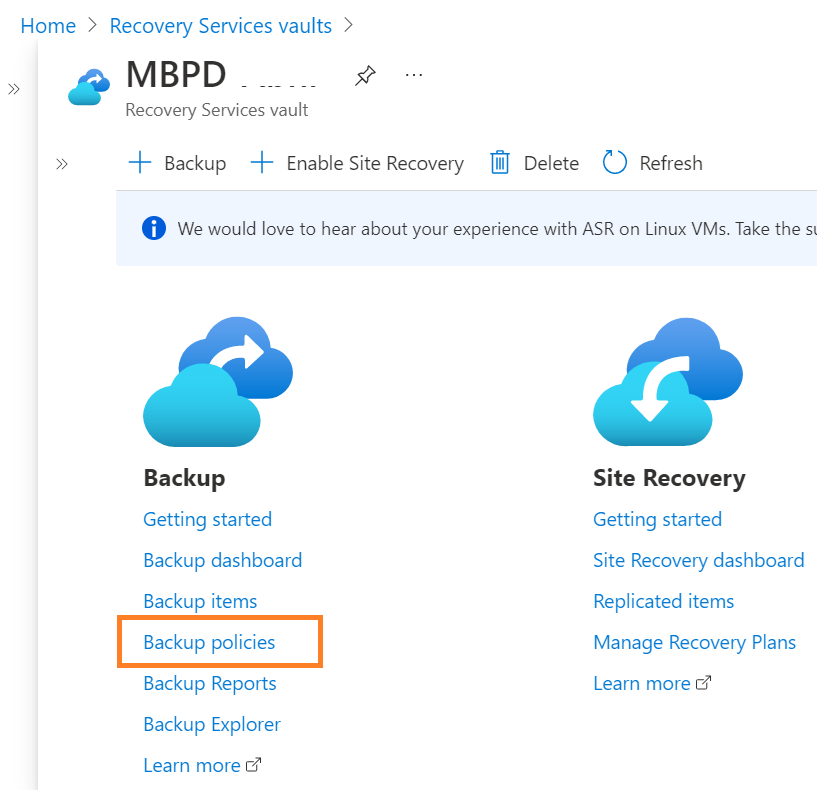 Home > Recovery Services vaults >
MBPD
Recovery Services vault
Backup
Enable Site Recovery
Delete
Refresh
We would love to hear about your experience with ASR on Linux VMs. Take the
Backup
Getting started
Backup dashboard
Backup items
Backup policies
Backup Reports
Backup Explorer
Learn more
Site Recovery
Getting started
Site Recovery dashboard
Replicated items
Manage Recovery Plans
Learn more